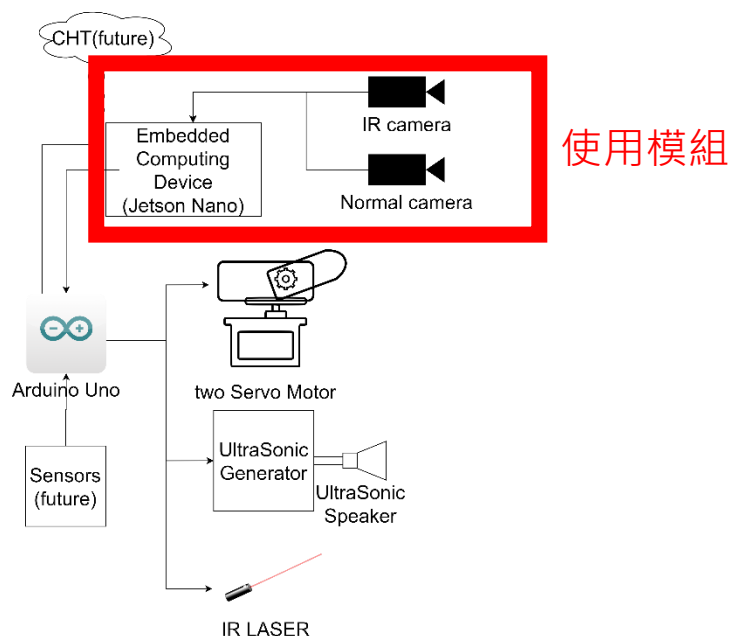 CHT(future)
IR camera
Embedded
Computing
Device
(Jetson Nano)
Normal camera
使用模組
Arduino Uno
two Servo Motor
Sensors
(future)
UltraSonic
Generator
UltraSonic
Speaker
IR LASER